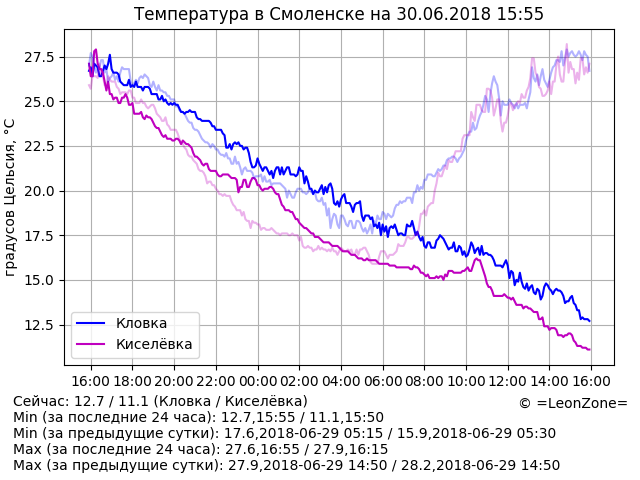 Температура в Смоленске на 30.06.2018 15:55
градусов Цельсия, °C
27.5
25.0
22.5
20.0
17.5
15.0
12.5
Кловка
Киселёвка
16:00 18:00 20:00 22:00 00:00 02:00 04:00 06:00 08:00 10:00 12:00 14:00 16:00
Сейчас: 12.7 / 11.1 (Кловка / Киселёвка)
© =LeonZone=
Min (за последние 24 часа): 12.7,15:55 / 11.1,15:50
Min (за предыдущие сутки): 17.6,2018-06-29 05:15 / 15.9,2018-06-29 05:30
Max (за последние 24 часа): 27.6,16:55 / 27.9,16:15
Max (за предыдущие сутки): 27.9,2018-06-29 14:50 / 28.2,2018-06-29 14:50